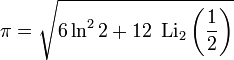 π = √(6 ln² 2 + 12 Li₂(1/2))